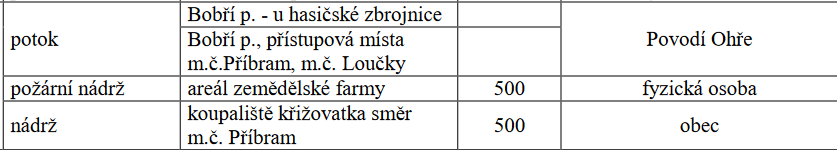 potok
Bobří p. - u hasičské zbrojnice
Bobří p., přístupová místa
m.č.Příbram, m.č. Loučky
Povodí Ohře
požární nádrž areál zemědělské farmy 500 fyzická osoba
nádrž
koupaliště křižovatka směr
m.č. Příbram
500
obec